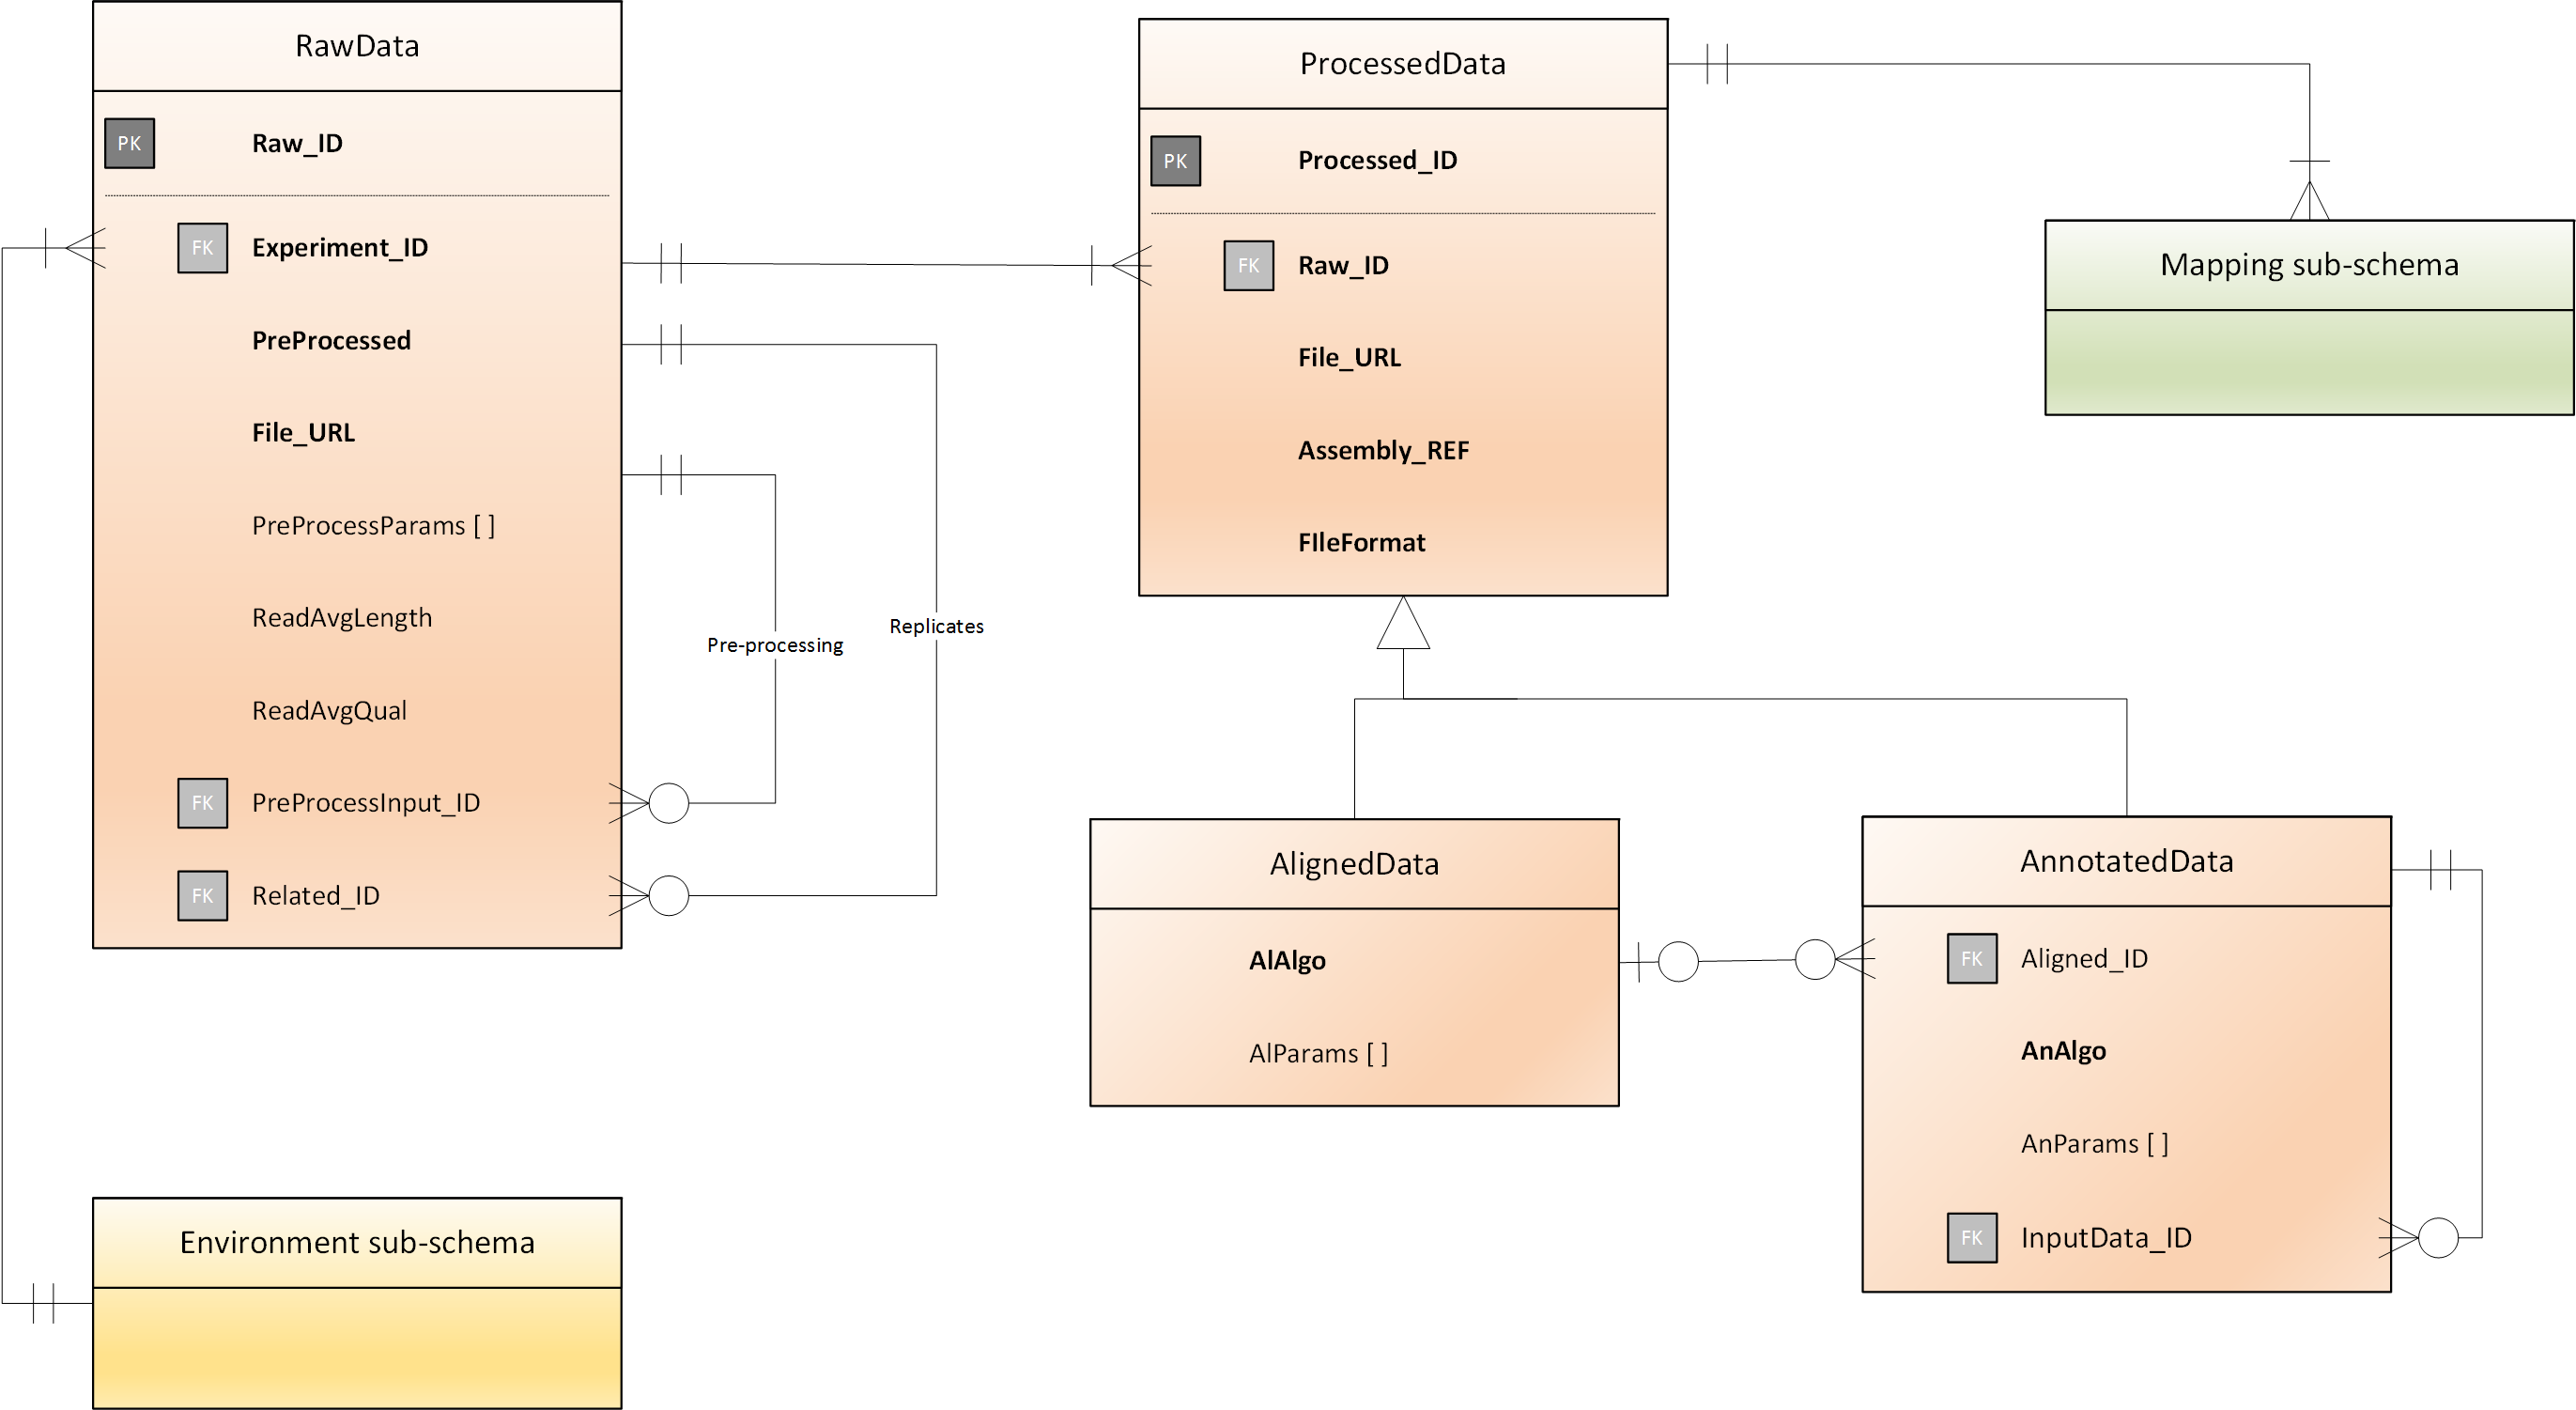 RawData
PK Raw_ID
FK Experiment_ID
PreProcessed
File_URL
PreProcessParams [ ]
ReadAvgLength
ReadAvgQual
FK PreProcessInput_ID
FK Related_ID
Pre-processing
Replicates
ProcessedData
PK Processed_ID
FK Raw_ID
File_URL
Assembly_REF
FIleFormat
Mapping sub-schema
AlignedData
AlAlgo
AlParams [ ]
AnnotatedData
FK Aligned_ID
AnAlgo
AnParams [ ]
FK InputData_ID
Environment sub-schema